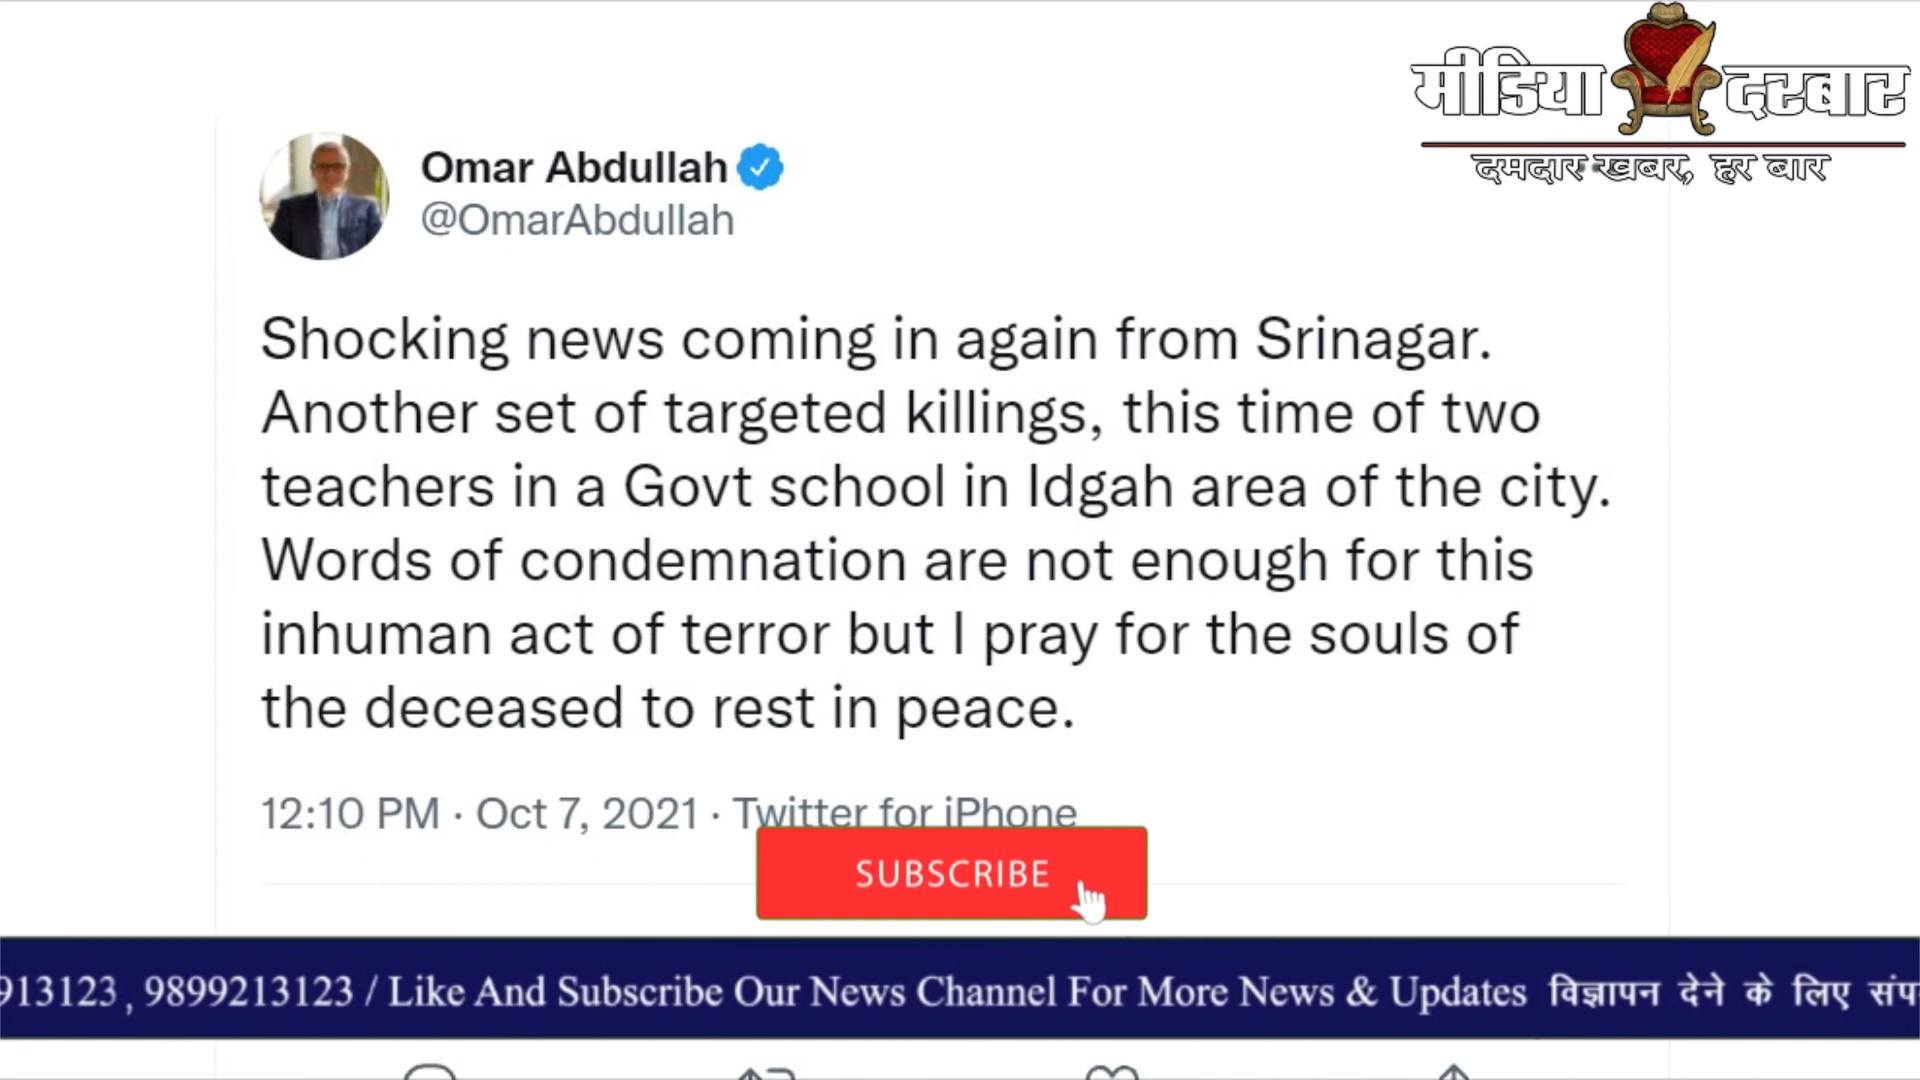 मीडिया दरबार
दमदार खबर, हर बार
Omar Abdullah
@OmarAbdullah
Shocking news coming in again from Srinagar.
Another set of targeted killings, this time of two
teachers in a Govt school in Idgah area of the city.
Words of condemnation are not enough for this
inhuman act of terror but I pray for the souls of
the deceased to rest in peace.
12:10 PM · Oct 7, 2021 · Twitter for iPhone
SUBSCRIBE
913123 , 9899213123 / Like And Subscribe Our News Channel For More News & Updates विज्ञापन देने के लिए संप